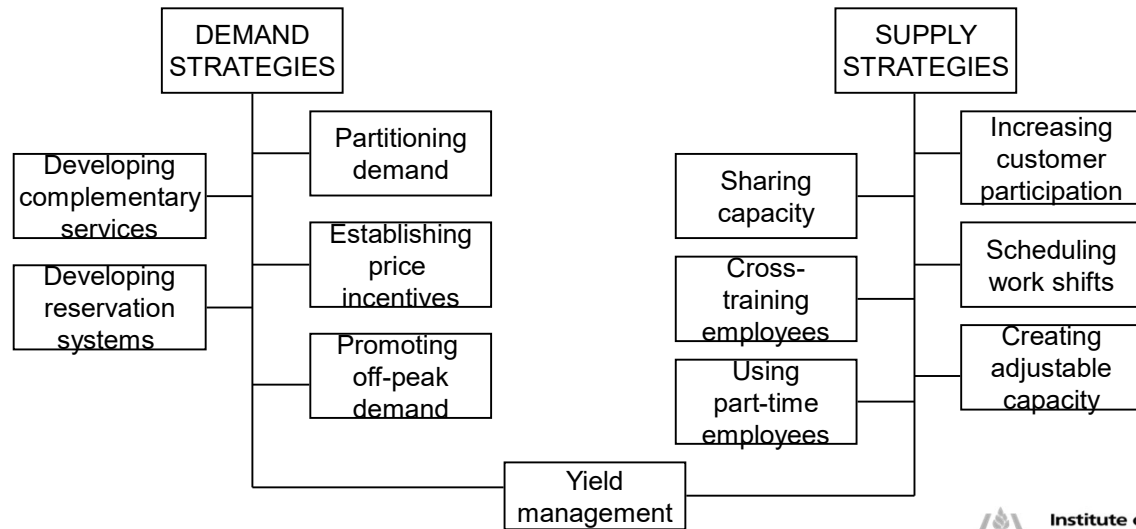 DEMAND
STRATEGIES
Developing
complementary
services
Developing
reservation
systems
Partitioning
demand
Establishing
price
incentives
Promoting
off-peak
demand
SUPPLY
STRATEGIES
Sharing
capacity
Cross-
training
employees
Using
part-time
employees
Increasing
customer
participation
Scheduling
work shifts
Creating
adjustable
capacity
Yield
management
Institute